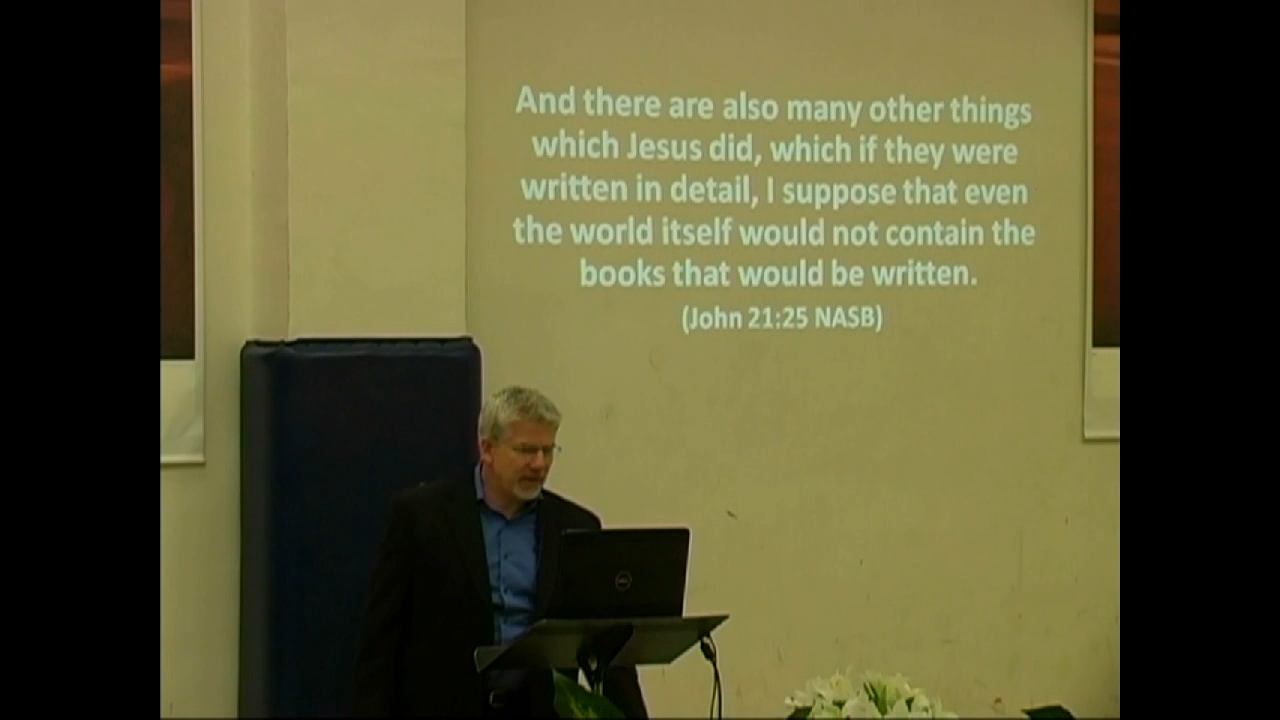 And there are also many other things
which Jesus did, which if they were
written in detail, I suppose that even
the world itself would not contain the
books that would be written.
(John 21:25 NASB)